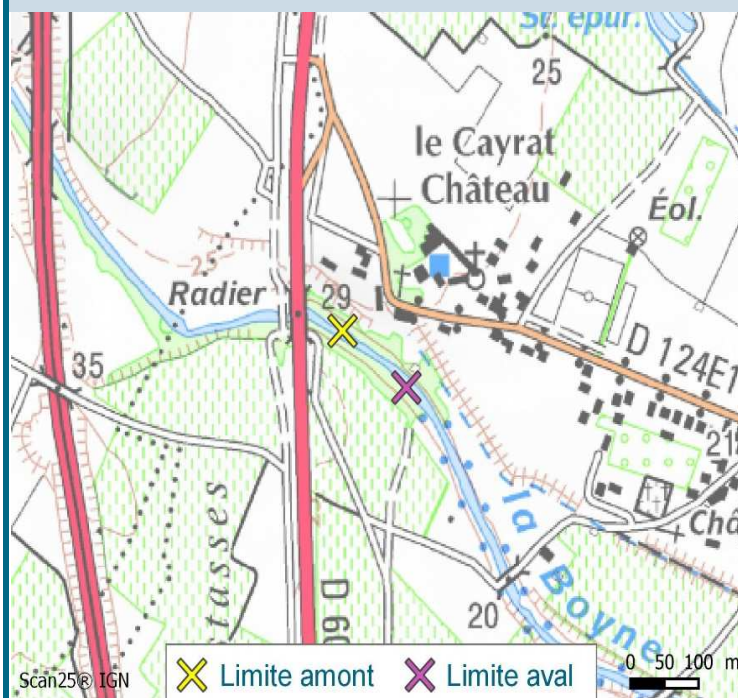 St. épur.
25
le Cayrat
Château
Éol.
25
Radier
29
D 124E1
35
21
Châ
la Boyne
20
Scan25® IGN
Limite amont
Limite aval
0 50 100 m